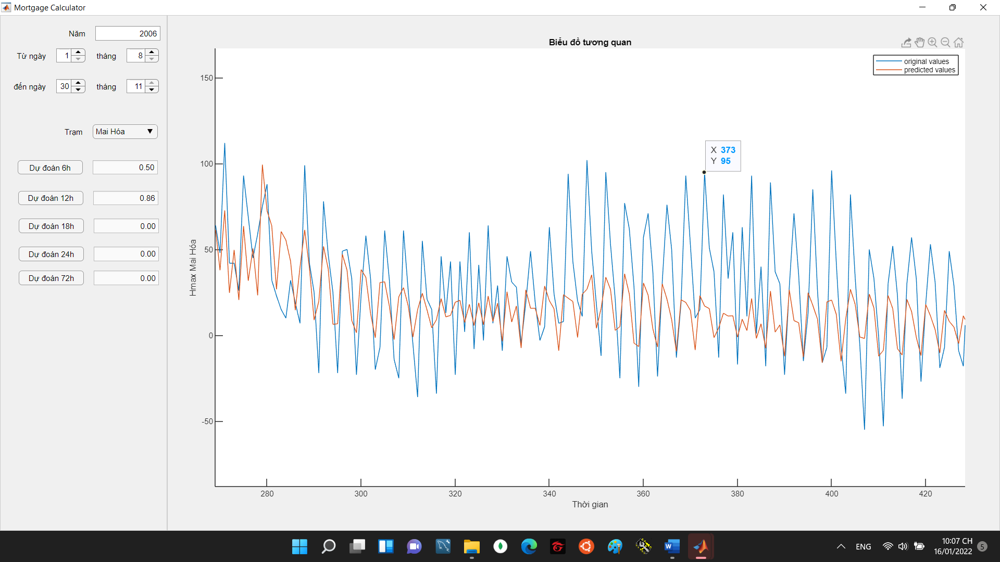 Mortgage Calculator
Năm 2006
Từ ngày 1 tháng 8
đến ngày 30 tháng 11
Trạm Mai Hóa
Dự đoán 6h 0.50
Dự đoán 12h 0.86
Dự đoán 18h 0.00
Dự đoán 24h 0.00
Dự đoán 72h 0.00
Biểu đồ tương quan
original values
predicted values
X 373
Y 95
150
100
50
0
-50
Hmax Mai Hóa
280 300 320 340 360 380 400 420
Thời gian
ENG
10:07 CH
16/01/2022
5